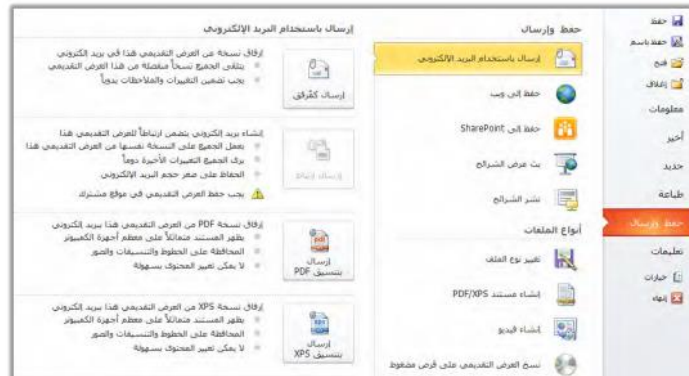 حفظ
حفظ باسم
فتح
إغلاق
معلومات
أخير
جديد
طباعة
حفظ وإرسال
تعليمات
خيارات
إنهاء
حفظ وإرسال
إرسال باستخدام البريد الإلكتروني
حفظ إلى ويب
حفظ إلى SharePoint
بث عرض الشرائح
نشر الشرائح
أنواع الملفات
تغيير نوع الملف
إنشاء مستند PDF/XPS
إنشاء فيديو
نسخ العرض التقديمي على قرص مضغوط
إرسال باستخدام البريد الإلكتروني
إرسال كمُرفق
إرفاق نسخة من العرض التقديمي هذا في بريد إلكتروني
يتلقى الجميع نسخاً منفصلة من هذا العرض التقديمي
يجب تضمين التغييرات والملاحظات يدوياً
إرسال ارتباط
إنشاء بريد إلكتروني يتضمن ارتباطاً للعرض التقديمي هذا
يعمل الجميع على النسخة نفسها من العرض التقديمي هذا
يرى الجميع التغييرات الأخيرة دوماً
الحفاظ على صغر حجم البريد الإلكتروني
يجب حفظ العرض التقديمي في موقع مشترك
إرسال
بتنسيق PDF
إرفاق نسخة PDF من العرض التقديمي هذا ببريد إلكتروني
يظهر المستند متماثلاً على معظم أجهزة الكمبيوتر
المحافظة على الخطوط والتنسيقات والصور
لا يمكن تغيير المحتوى بسهولة
إرسال
بتنسيق XPS
إرفاق نسخة XPS من العرض التقديمي هذا ببريد إلكتروني
يظهر المستند متماثلاً على معظم أجهزة الكمبيوتر
المحافظة على الخطوط والتنسيقات والصور
لا يمكن تغيير المحتوى بسهولة